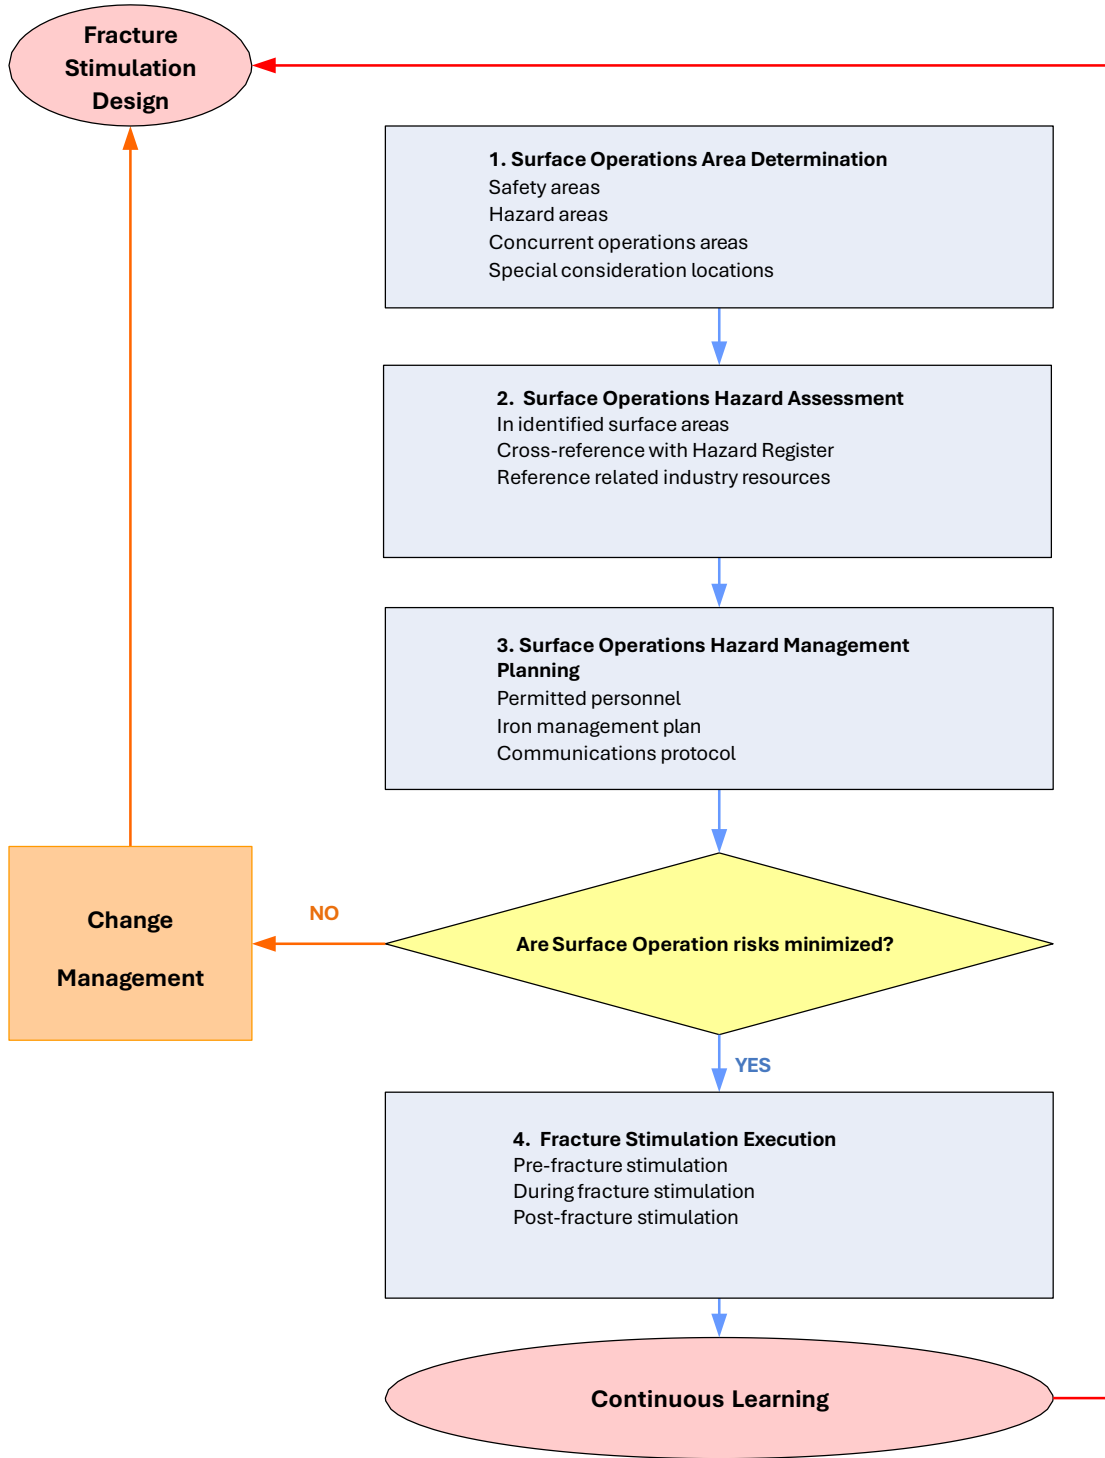 Fracture
Stimulation
Design
1. Surface Operations Area Determination
Safety areas
Hazard areas
Concurrent operations areas
Special consideration locations
2. Surface Operations Hazard Assessment
In identified surface areas
Cross-reference with Hazard Register
Reference related industry resources
3. Surface Operations Hazard Management
Planning
Permitted personnel
Iron management plan
Communications protocol
Change
Management
NO
Are Surface Operation risks minimized?
YES
4. Fracture Stimulation Execution
Pre-fracture stimulation
During fracture stimulation
Post-fracture stimulation
Continuous Learning